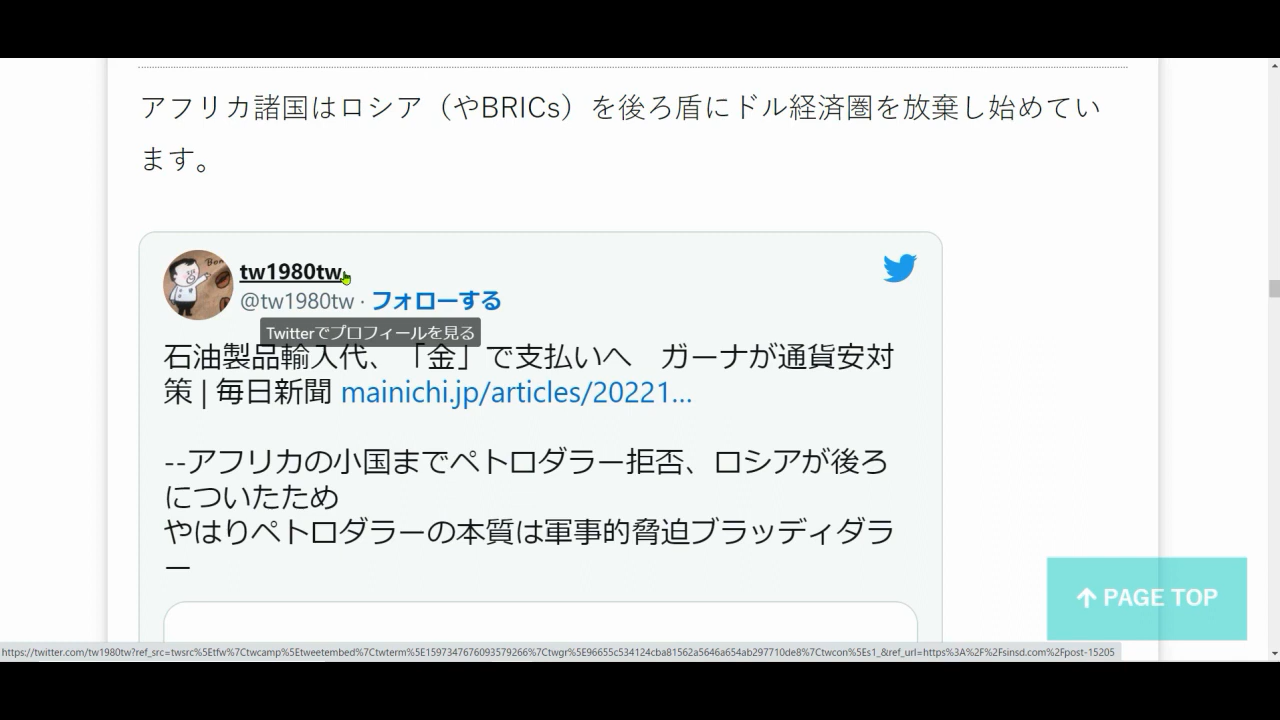 アフリカ諸国はロシア（やBRICs）を後ろ盾にドル経済圏を放棄し始めてい
ます。
tw1980tw
@tw1980tw · フォローする
Twitterでプロフィールを見る
石油製品輸入代、「金」で支払いへ　ガーナが通貨安対
策 | 毎日新聞 mainichi.jp/articles/20221…
--アフリカの小国までペトロダラー拒否、ロシアが後ろ
についたため
やはりペトロダラーの本質は軍事的脅迫ブラッディダラ
ー
↑ PAGE TOP
https://twitter.com/tw1980tw?ref_src=twsrc%5Etfw%7Ctwcamp%5Etweetembed%7Ctwterm%5E1597347676093579266%7Ctwgr%5E96655c534124cba81562a5646a654ab297710de8%7Ctwcon%5Es1_&ref_url=https%3A%2F%2Fsinsd.com%2Fpost-15205